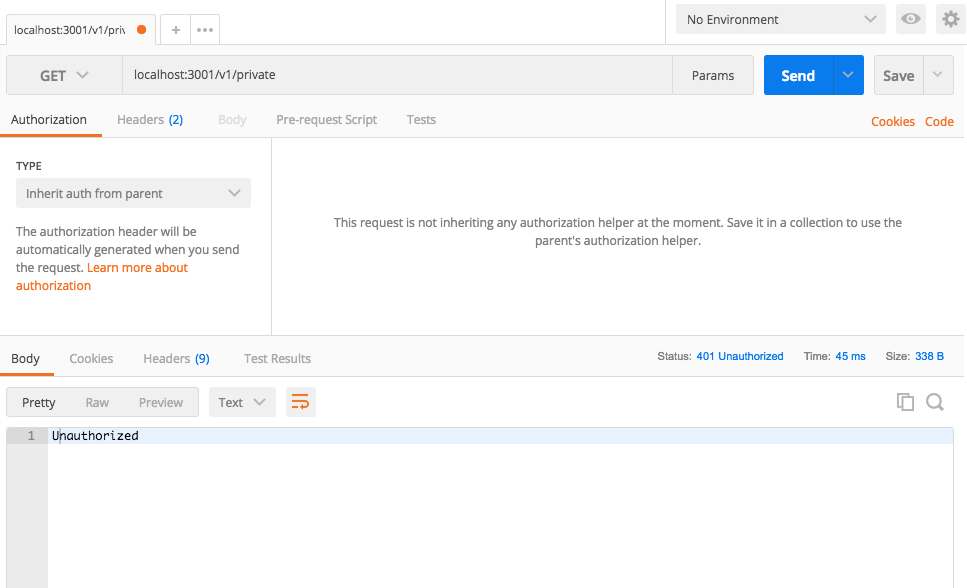 localhost:3001/v1/priv
No Environment
GET
localhost:3001/v1/private
Params
Send
Save
Authorization
Headers (2)
Body
Pre-request Script
Tests
Cookies
Code
TYPE
Inherit auth from parent
The authorization header will be
automatically generated when you send
the request. Learn more about
authorization
This request is not inheriting any authorization helper at the moment. Save it in a collection to use the
parent's authorization helper.
Body
Cookies
Headers (9)
Test Results
Status: 401 Unauthorized
Time: 45 ms
Size: 338 B
Pretty
Raw
Preview
Text
1 Unauthorized